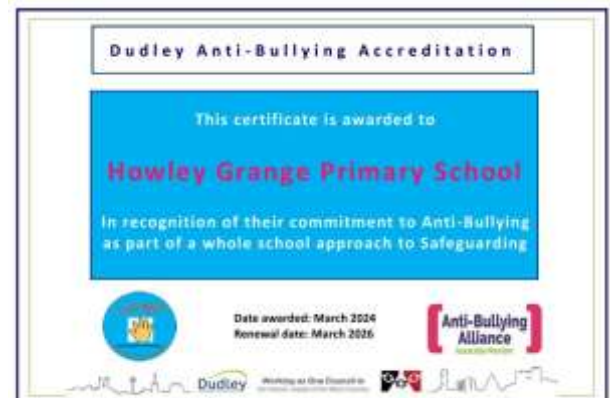 Dudley Anti-Bullying Accreditation
This certificate is awarded to
Howley Grange Primary School
In recognition of their commitment to Anti-Bullying
as part of a whole school approach to Safeguarding
Date awarded: March 2024
Renewal date: March 2026
Anti-Bullying
Alliance
Dudley
Working as One Council in